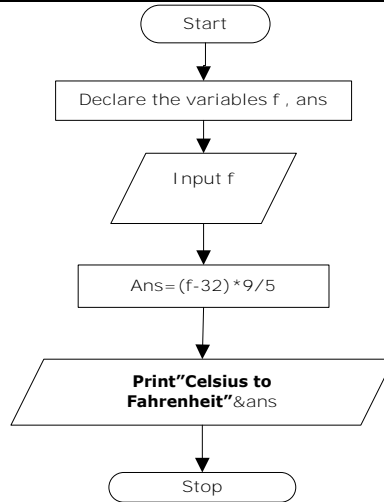 Start
Declare the variables f , ans
Input f
Ans=(f-32)*9/5
Print"Celsius to
Fahrenheit"&ans
Stop